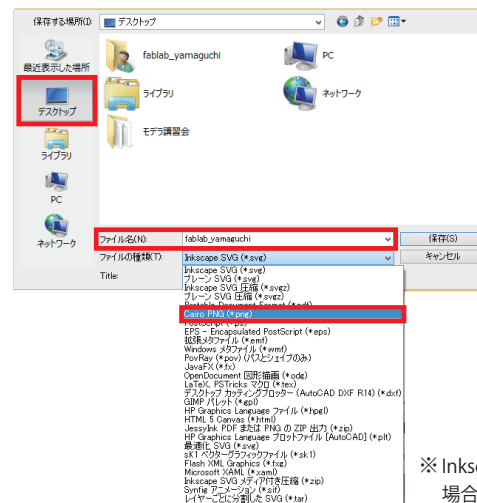 保存する場所(I):
デスクトップ
最近表示した場所
デスクトップ
ライブラリ
PC
ネットワーク
fablab_yamaguchi
PC
ライブラリ
ネットワーク
モデラ講習会
ファイル名(N):
fablab_yamaguchi
保存(S)
ファイルの種類(T):
Inkscape SVG (*.svg)
キャンセル
Title:
Inkscape SVG (*.svg)
プレーン SVG (*.svg)
Inkscape SVG 圧縮 (*.svgz)
プレーン SVG 圧縮 (*.svgz)
Portable Document Format (*.pdf)
Cairo PNG (*.png)
PostScript (*.ps)
EPS - Encapsulated PostScript (*.eps)
拡張メタファイル (*.emf)
Windows メタファイル (*.wmf)
PovRay (*.pov) (パスとシェイプのみ)
JavaFX (*.fx)
OpenDocument 図形描画 (*.odg)
LaTeX, PSTricks マクロ (*.tex)
デスクトップ カッティングプロッター (AutoCAD DXF R14) (*.dxf)
GIMP パレット (*.gpl)
HP Graphics Language ファイル (*.hpgl)
HTML 5 Canvas (*.html)
JessyInk PDF または PNG の ZIP 出力 (*.zip)
HP Graphics Language プロットファイル [AutoCAD] (*.plt)
最適化 SVG (*.svg)
sK1 ベクターグラフィックファイル (*.sk1)
Flash XML Graphics (*.fxg)
Microsoft XAML (*.xaml)
Inkscape SVG メディア付き圧縮 (*.zip)
Synfig アニメーション (*.sif)
レイヤーごとに分割した SVG (*.tar)
※ Inkse
場合